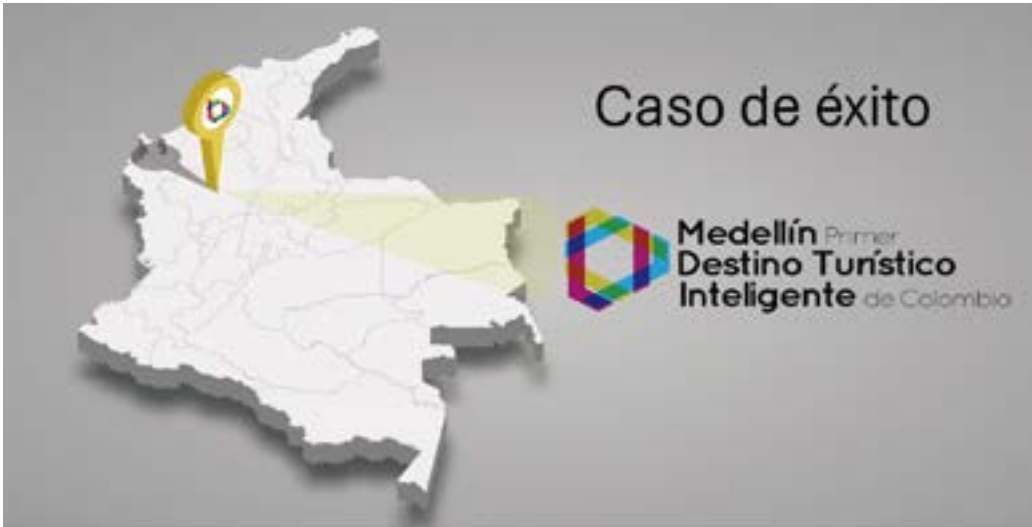 Caso de éxito
Medellín Primer
Destino Turístico
Inteligente de Colombia